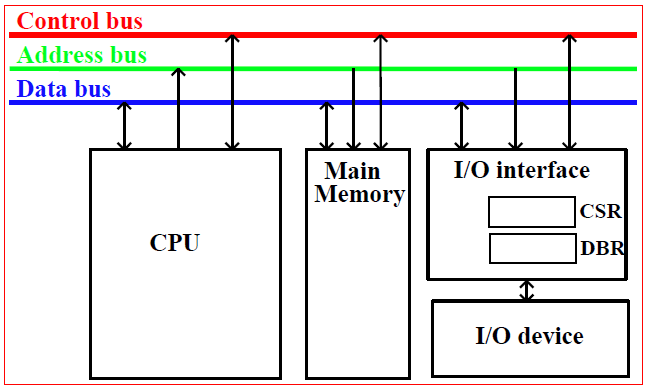 Control bus
Address bus
Data bus
CPU
Main
Memory
I/O interface
CSR
DBR
I/O device